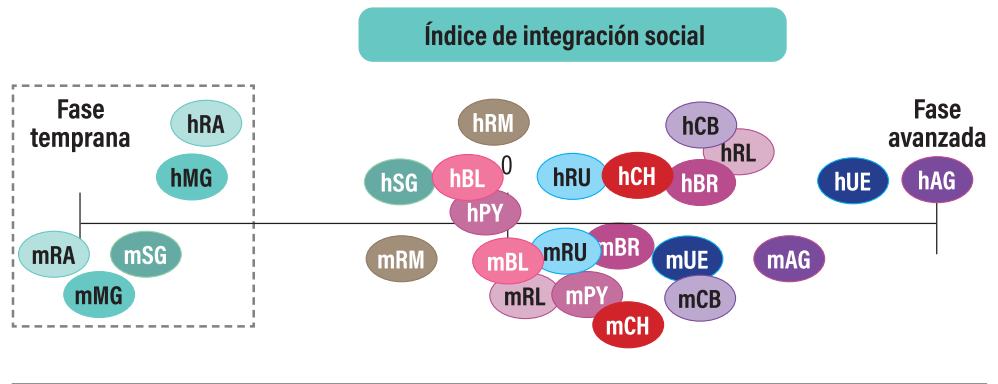 Índice de integración social
Fase
temprana
Fase
avanzada
hRA
hRM
hCB
hRL
hMG
hSG
hBL
0
hRU
hCH
hBR
hUE
hAG
hPY
mRA
mSG
mRM
mBL
mRU
mBR
mUE
mAG
mMG
mRL
mPY
mCB
mCH